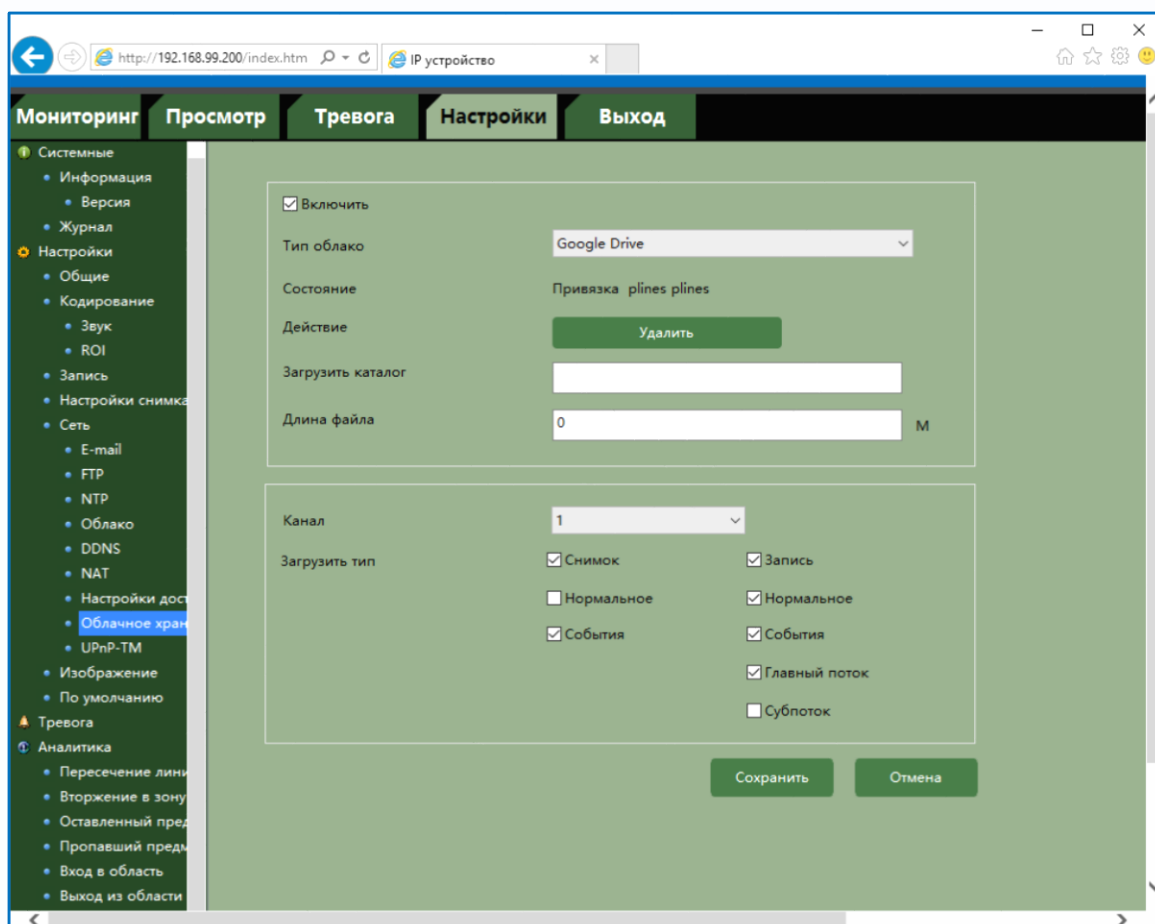 http://192.168.99.200/index.htm
IP устройство
Мониторинг Просмотр Тревога Настройки Выход
Системные
Информация
Версия
Журнал
Настройки
Общие
Кодирование
Звук
ROI
Запись
Настройки снимка
Сеть
E-mail
FTP
NTP
Облако
DDNS
NAT
Настройки дост
Облачное хран
UPnP-TM
Изображение
По умолчанию
Тревога
Аналитика
Пересечение лини
Вторжение в зону
Оставленный пред
Пропавший предм
Вход в область
Выход из области
Включить
Тип облако Google Drive
Состояние Привязка plines plines
Действие Удалить
Загрузить каталог
Длина файла 0 M
Канал 1
Загрузить тип Снимок Запись
Нормальное Нормальное
События События
Главный поток
Субпоток
Сохранить Отмена